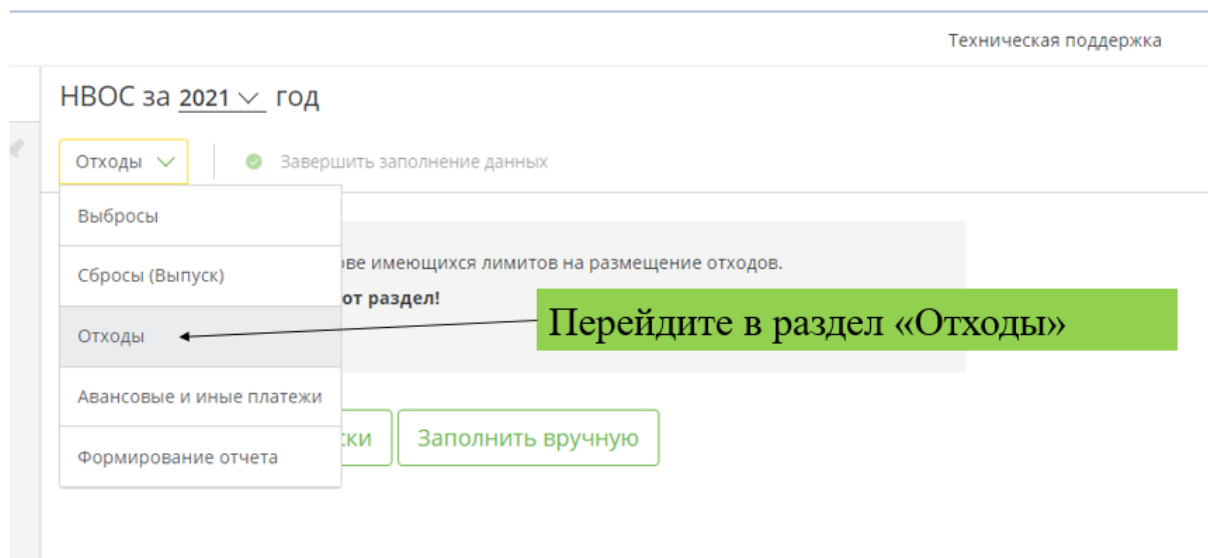 Техническая поддержка
НВОС за 2021 год
Отходы
Завершить заполнение данных
Выбросы
Сбросы (Выпуск)
ове имеющихся лимитов на размещение отходов.
от раздел!
Отходы
Перейдите в раздел «Отходы»
Авансовые и иные платежи
ски
Заполнить вручную
Формирование отчета